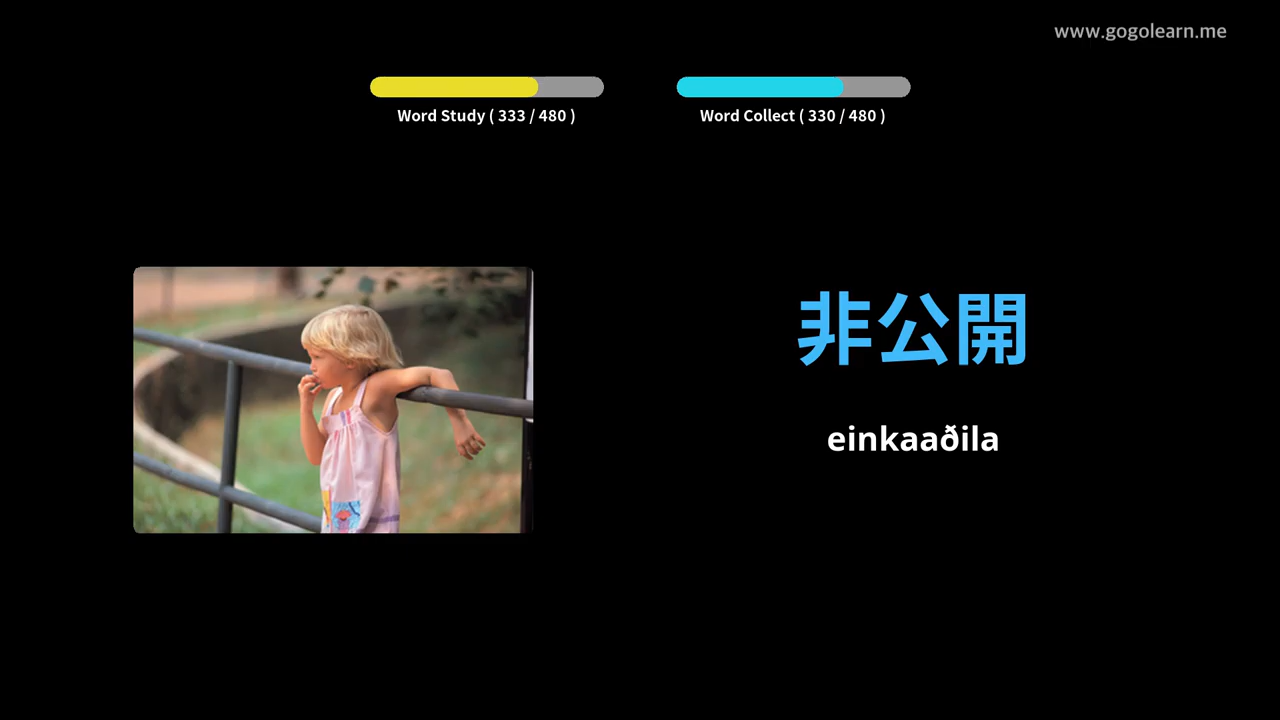 www.gogolearn.me
Word Study ( 333 / 480 )
Word Collect ( 330 / 480 )
非公開
einkaaðila